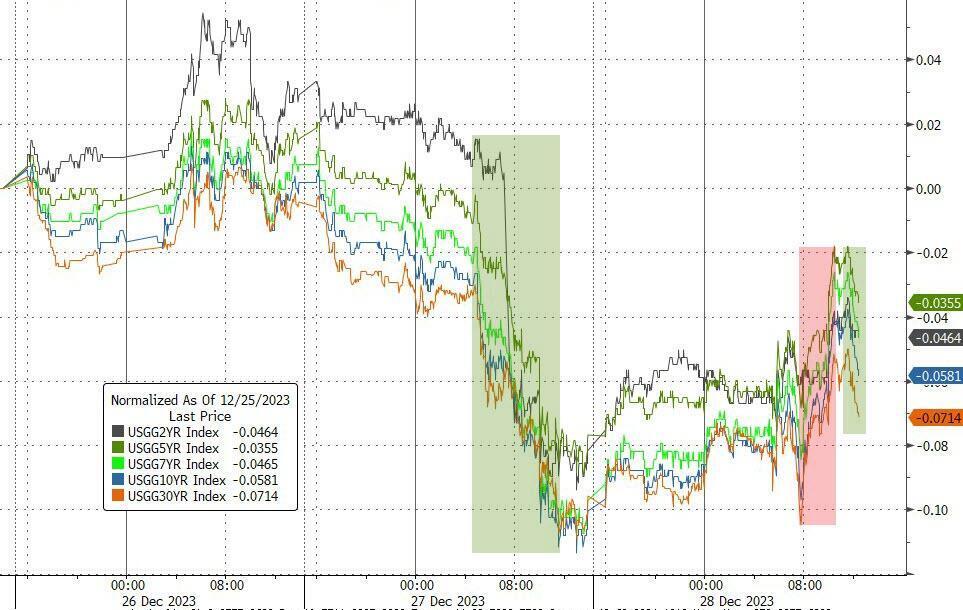 0.04
0.02
0.00
-0.02
-0.0355
-0.04
-0.0464
-0.0581
-0.0714
-0.08
-0.10
Normalized As Of 12/25/2023
Last Price
USGG2YR Index -0.0464
USGG5YR Index -0.0355
USGG7YR Index -0.0465
USGG10YR Index -0.0581
USGG30YR Index -0.0714
00:00 08:00 00:00 08:00 00:00 08:00
26 Dec 2023 27 Dec 2023 28 Dec 2023